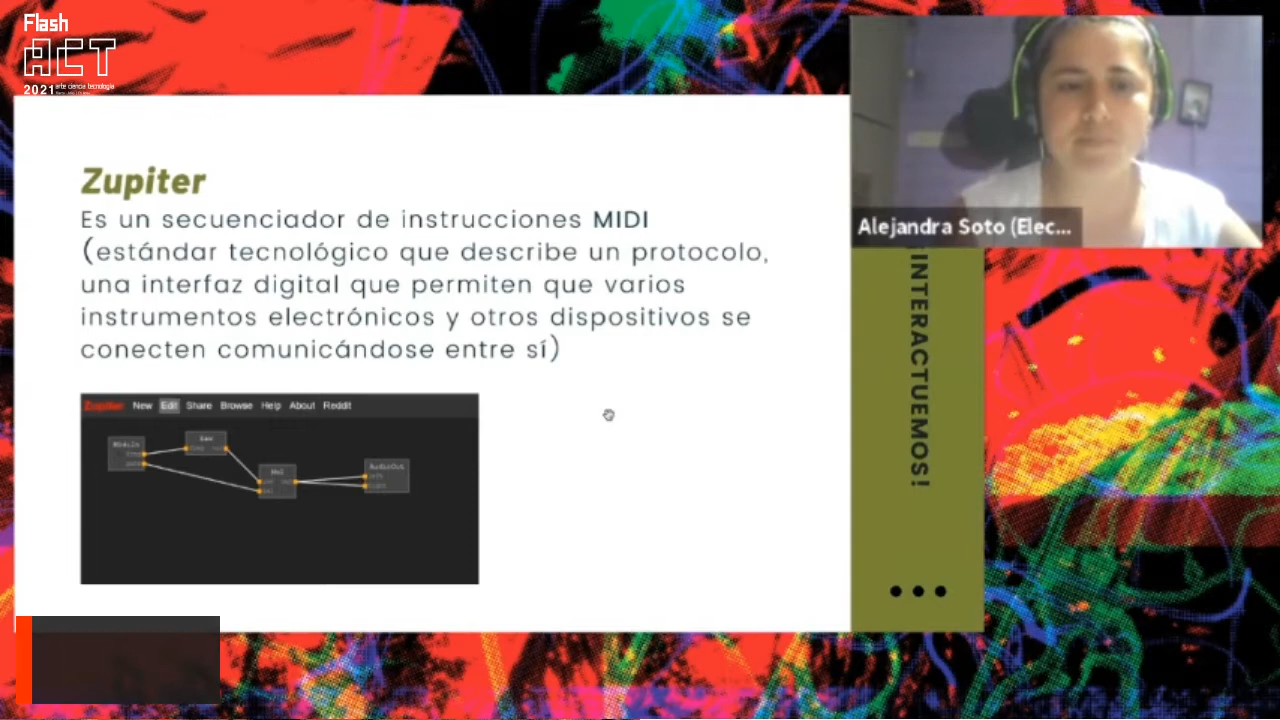 Flash
ACT
2021 arte ciencia tecnología
Zupiter
Es un secuenciador de instrucciones MIDI
(estándar tecnológico que describe un protocolo,
una interfaz digital que permiten que varios
instrumentos electrónicos y otros dispositivos se
conecten comunicándose entre sí)
Zupiter New Edit Share Browse Help About Reddit
Saw
MidiIn
Mul
AudioOut
Alejandra Soto (Elec...
INTERACTUEMOS!